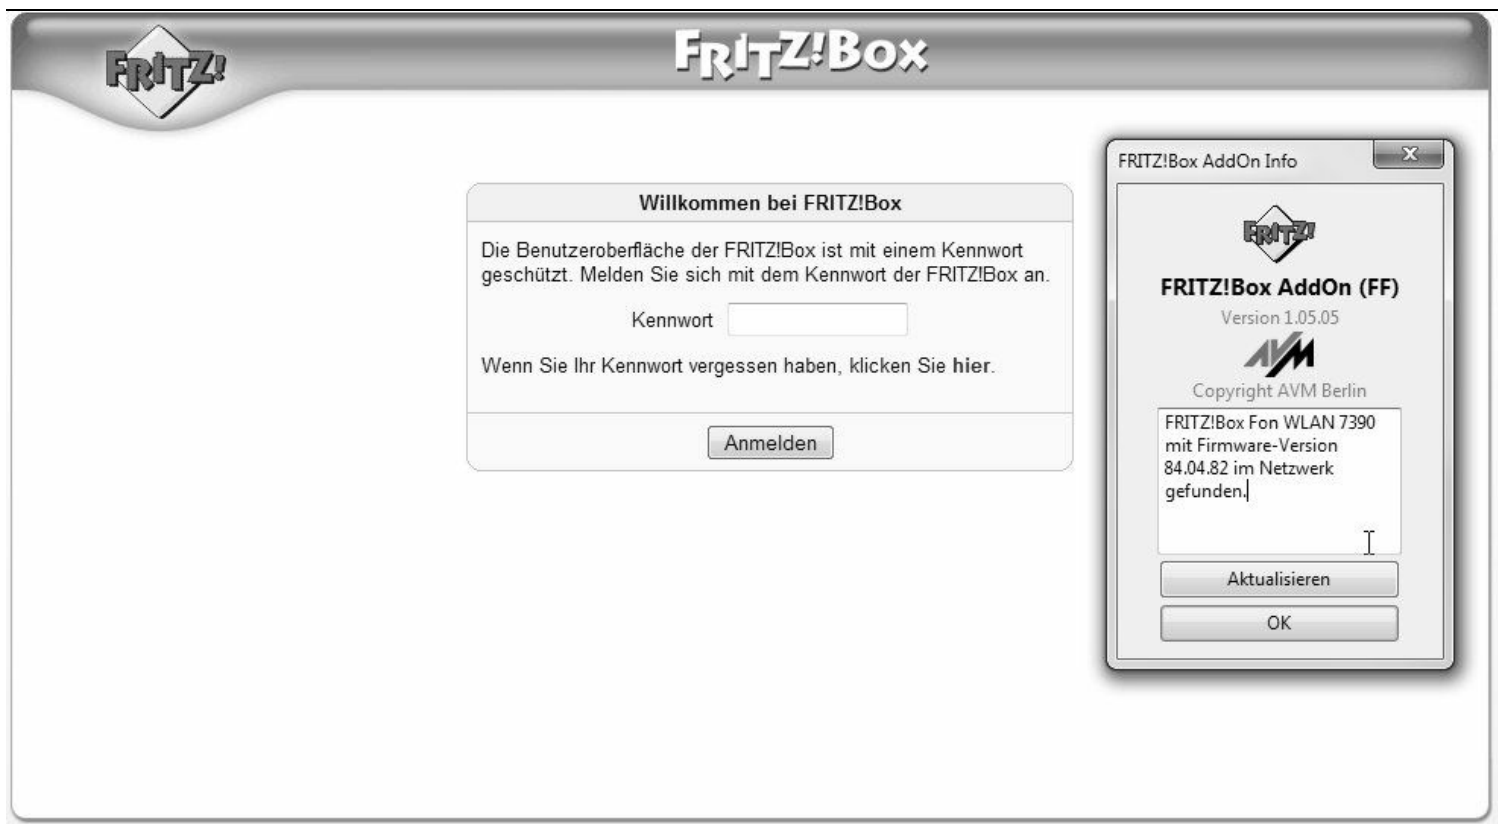 FRITZ!
FRITZ!BOX
Willkommen bei FRITZ!Box
Die Benutzeroberfläche der FRITZ!Box ist mit einem Kennwort
geschützt. Melden Sie sich mit dem Kennwort der FRITZ!Box an.
Kennwort
Wenn Sie Ihr Kennwort vergessen haben, klicken Sie hier.
Anmelden
FRITZ!Box AddOn Info
X
FRITZ!
FRITZ!Box AddOn (FF)
Version 1.05.05
AVM
Copyright AVM Berlin
FRITZ!Box Fon WLAN 7390
mit Firmware-Version
84.04.82 im Netzwerk
gefunden.
Aktualisieren
OK